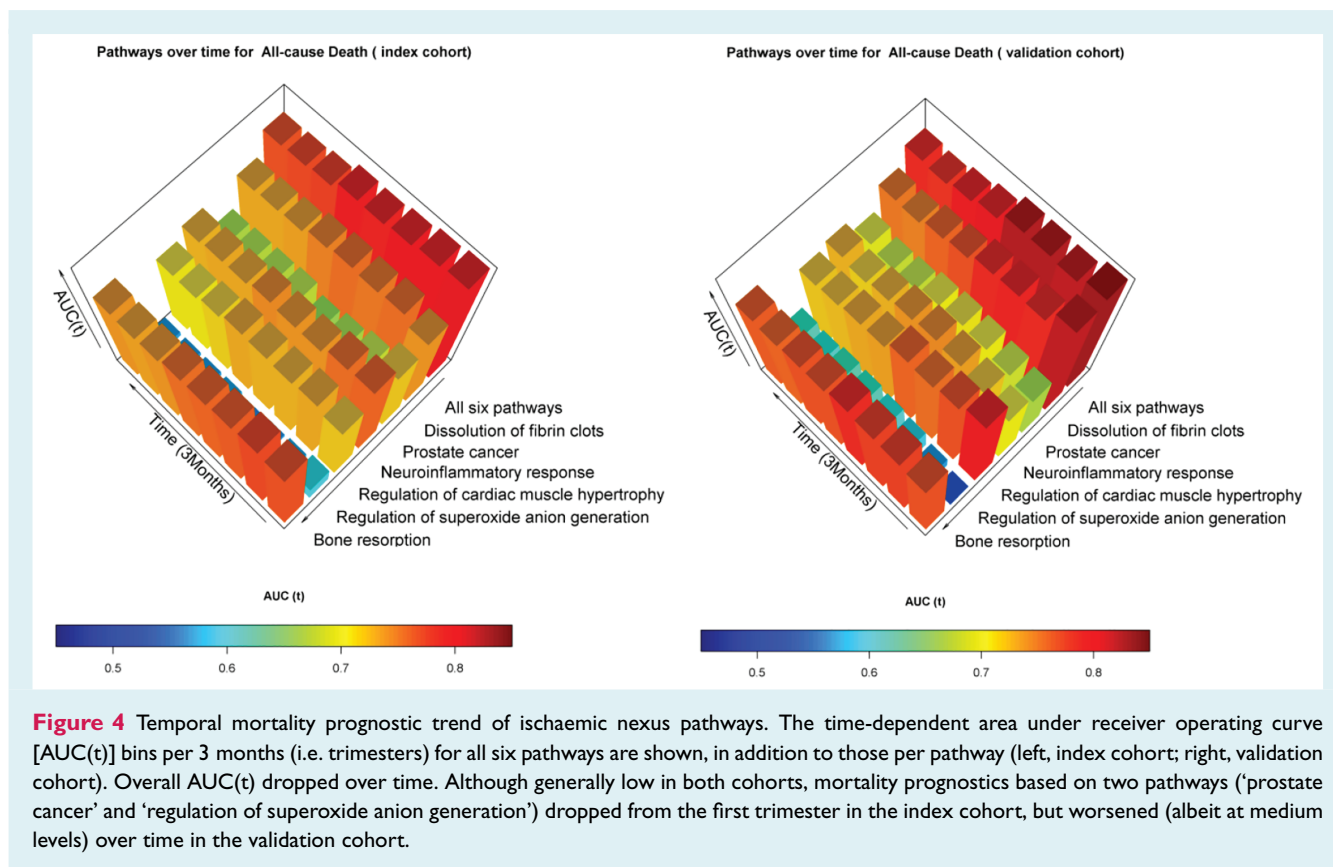 Pathways over time for All-cause Death ( index cohort)
Pathways over time for All-cause Death ( validation cohort)
AUC(t)
Time (3Months)
All six pathways
Dissolution of fibrin clots
Prostate cancer
Neuroinflammatory response
Regulation of cardiac muscle hypertrophy
Regulation of superoxide anion generation
Bone resorption
AUC(t)
Time (3Months)
All six pathways
Dissolution of fibrin clots
Prostate cancer
Neuroinflammatory response
Regulation of cardiac muscle hypertrophy
Regulation of superoxide anion generation
Bone resorption
AUC (t)
0.5 0.6 0.7 0.8
AUC (t)
0.5 0.6 0.7 0.8
Figure 4 Temporal mortality prognostic trend of ischaemic nexus pathways. The time-dependent area under receiver operating curve
[AUC(t)] bins per 3 months (i.e. trimesters) for all six pathways are shown, in addition to those per pathway (left, index cohort; right, validation
cohort). Overall AUC(t) dropped over time. Although generally low in both cohorts, mortality prognostics based on two pathways (‘prostate
cancer’ and ‘regulation of superoxide anion generation’) dropped from the first trimester in the index cohort, but worsened (albeit at medium
levels) over time in the validation cohort.